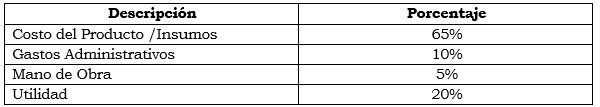 Descripción Porcentaje
Costo del Producto /Insumos 65%
Gastos Administrativos 10%
Mano de Obra 5%
Utilidad 20%